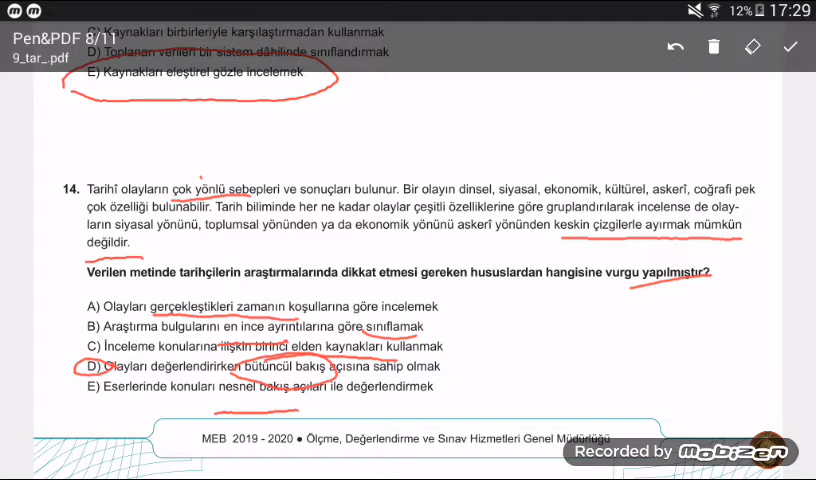 12% 17:29
Pen&PDF 8/11
9_tar_.pdf
C) Kaynakları birbirleriyle karşılaştırmadan kullanmak
D) Toplanan verileri bir sistem dâhilinde sınıflandırmak
E) Kaynakları eleştirel gözle incelemek
14. Tarihî olayların çok yönlü sebepleri ve sonuçları bulunur. Bir olayın dinsel, siyasal, ekonomik, kültürel, askerî, coğrafi pek
çok özelliği bulunabilir. Tarih biliminde her ne kadar olaylar çeşitli özelliklerine göre gruplandırılarak incelense de olay-
ların siyasal yönünü, toplumsal yönünden ya da ekonomik yönünü askerî yönünden keskin çizgilerle ayırmak mümkün
değildir.
Verilen metinde tarihçilerin araştırmalarında dikkat etmesi gereken hususlardan hangisine vurgu yapılmıştır?
A) Olayları gerçekleştikleri zamanın koşullarına göre incelemek
B) Araştırma bulgularını en ince ayrıntılarına göre sınıflamak
C) İnceleme konularına ilişkin birinci elden kaynakları kullanmak
D) Olayları değerlendirirken bütüncül bakış açısına sahip olmak
E) Eserlerinde konuları nesnel bakış açıları ile değerlendirmek
MEB 2019 - 2020 ● Ölçme, Değerlendirme ve Sınav Hizmetleri Genel Müdürlüğü
Recorded by mobizen